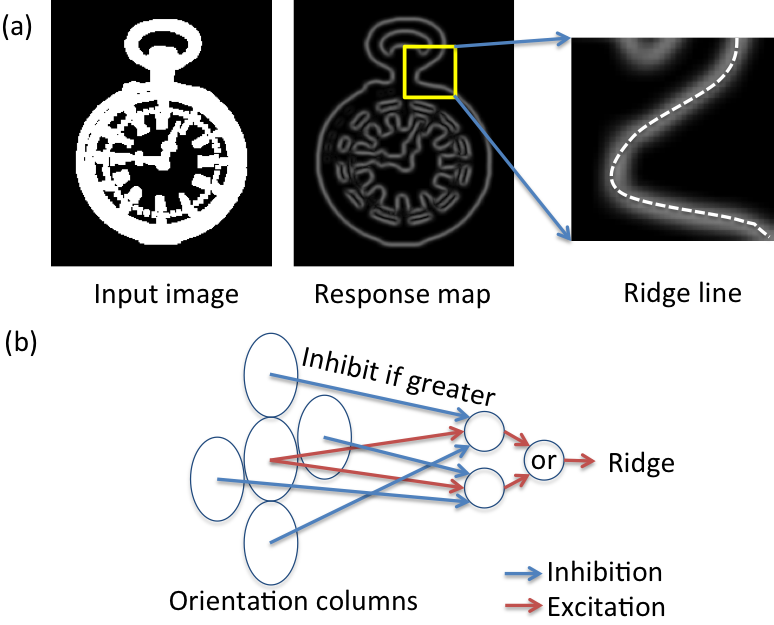 (a)
Input image
Response map
Ridge line
(b)
Inhibit if greater
or
Ridge
Orientation columns
Inhibition
Excitation